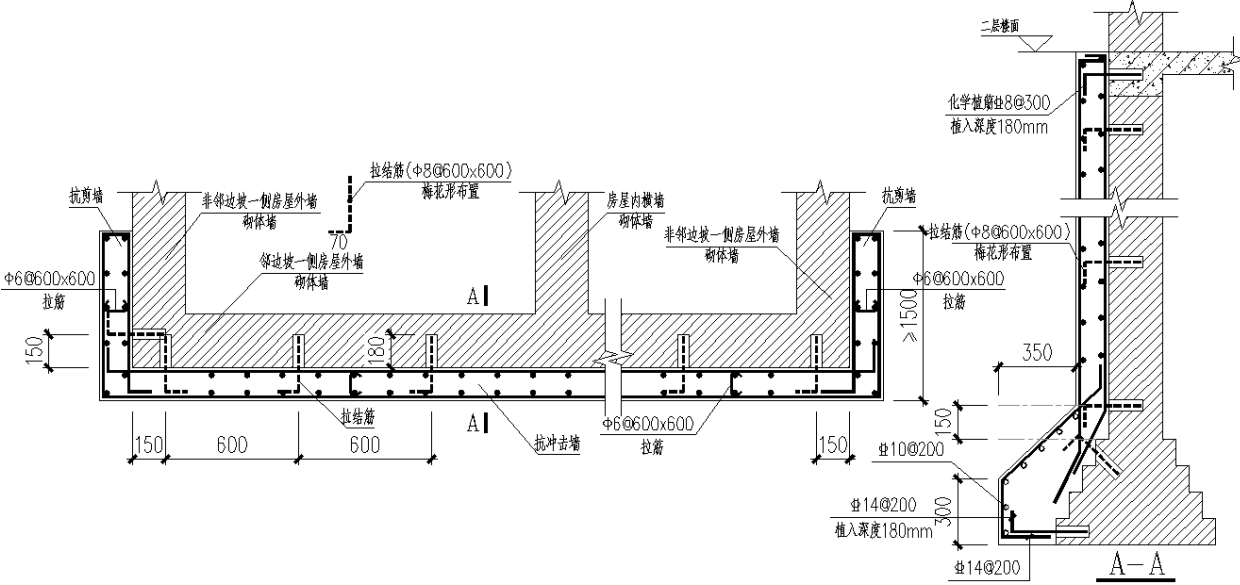 二层楼面
化学植筋⌽8@300
植入深度180mm
拉结筋(Φ8@600x600)
梅花形布置
70
抗剪墙
非邻边坡一侧房屋外墙
砌体墙
房屋内横墙
砌体墙
抗剪墙
非邻边坡一侧房屋外墙
砌体墙
拉结筋(Φ8@600x600)
梅花形布置
邻边坡一侧房屋外墙
砌体墙
Φ6@600x600
拉筋
Φ6@600x600
拉筋
A
≥1500
150
180
350
拉结筋
A
抗冲击墙
Φ6@600x600
拉筋
150
150
600
600
150
⌽10@200
⌽14@200
植入深度180mm
300
⌽14@200
A-A